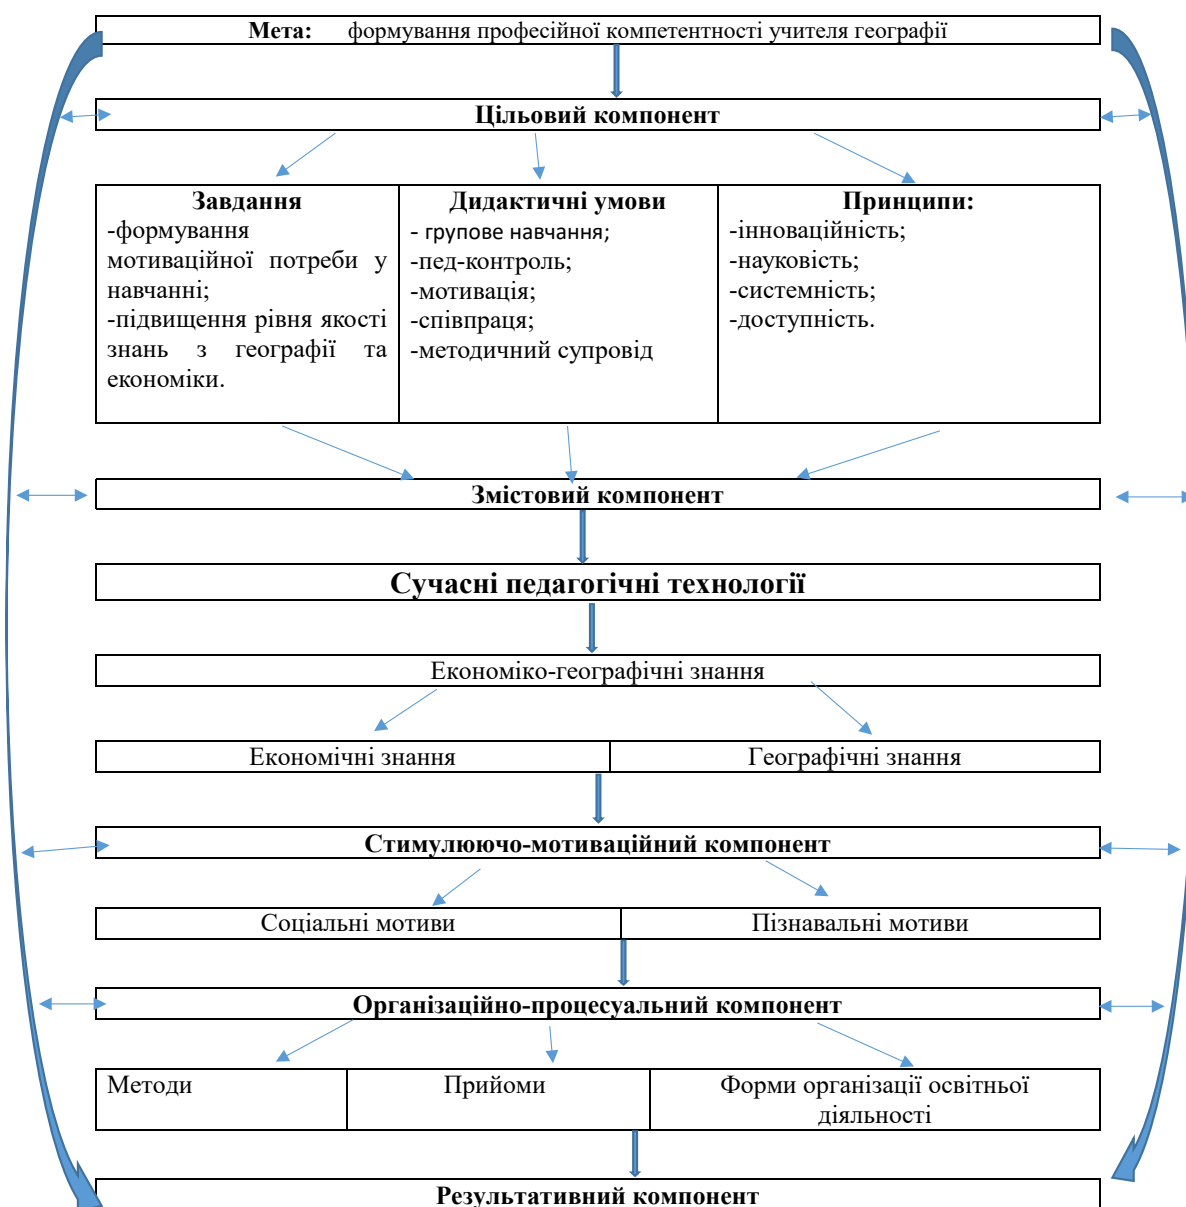 Мета: формування професійної компетентності учителя географії
Цільовий компонент
Завдання
-формування
мотиваційної потреби у
навчанні;
-підвищення рівня якості
знань з географії та
економіки.
Дидактичні умови
- групове навчання;
-пед-контроль;
-мотивація;
-співпраця;
-методичний супровід
Принципи:
-інноваційність;
-науковість;
-системність;
-доступність.
Змістовий компонент
Сучасні педагогічні технології
Економіко-географічні знання
Економічні знання
Географічні знання
Стимулюючо-мотиваційний компонент
Соціальні мотиви
Пізнавальні мотиви
Організаційно-процесуальний компонент
Методи
Прийоми
Форми організації освітньої
діяльності
Результативний компонент